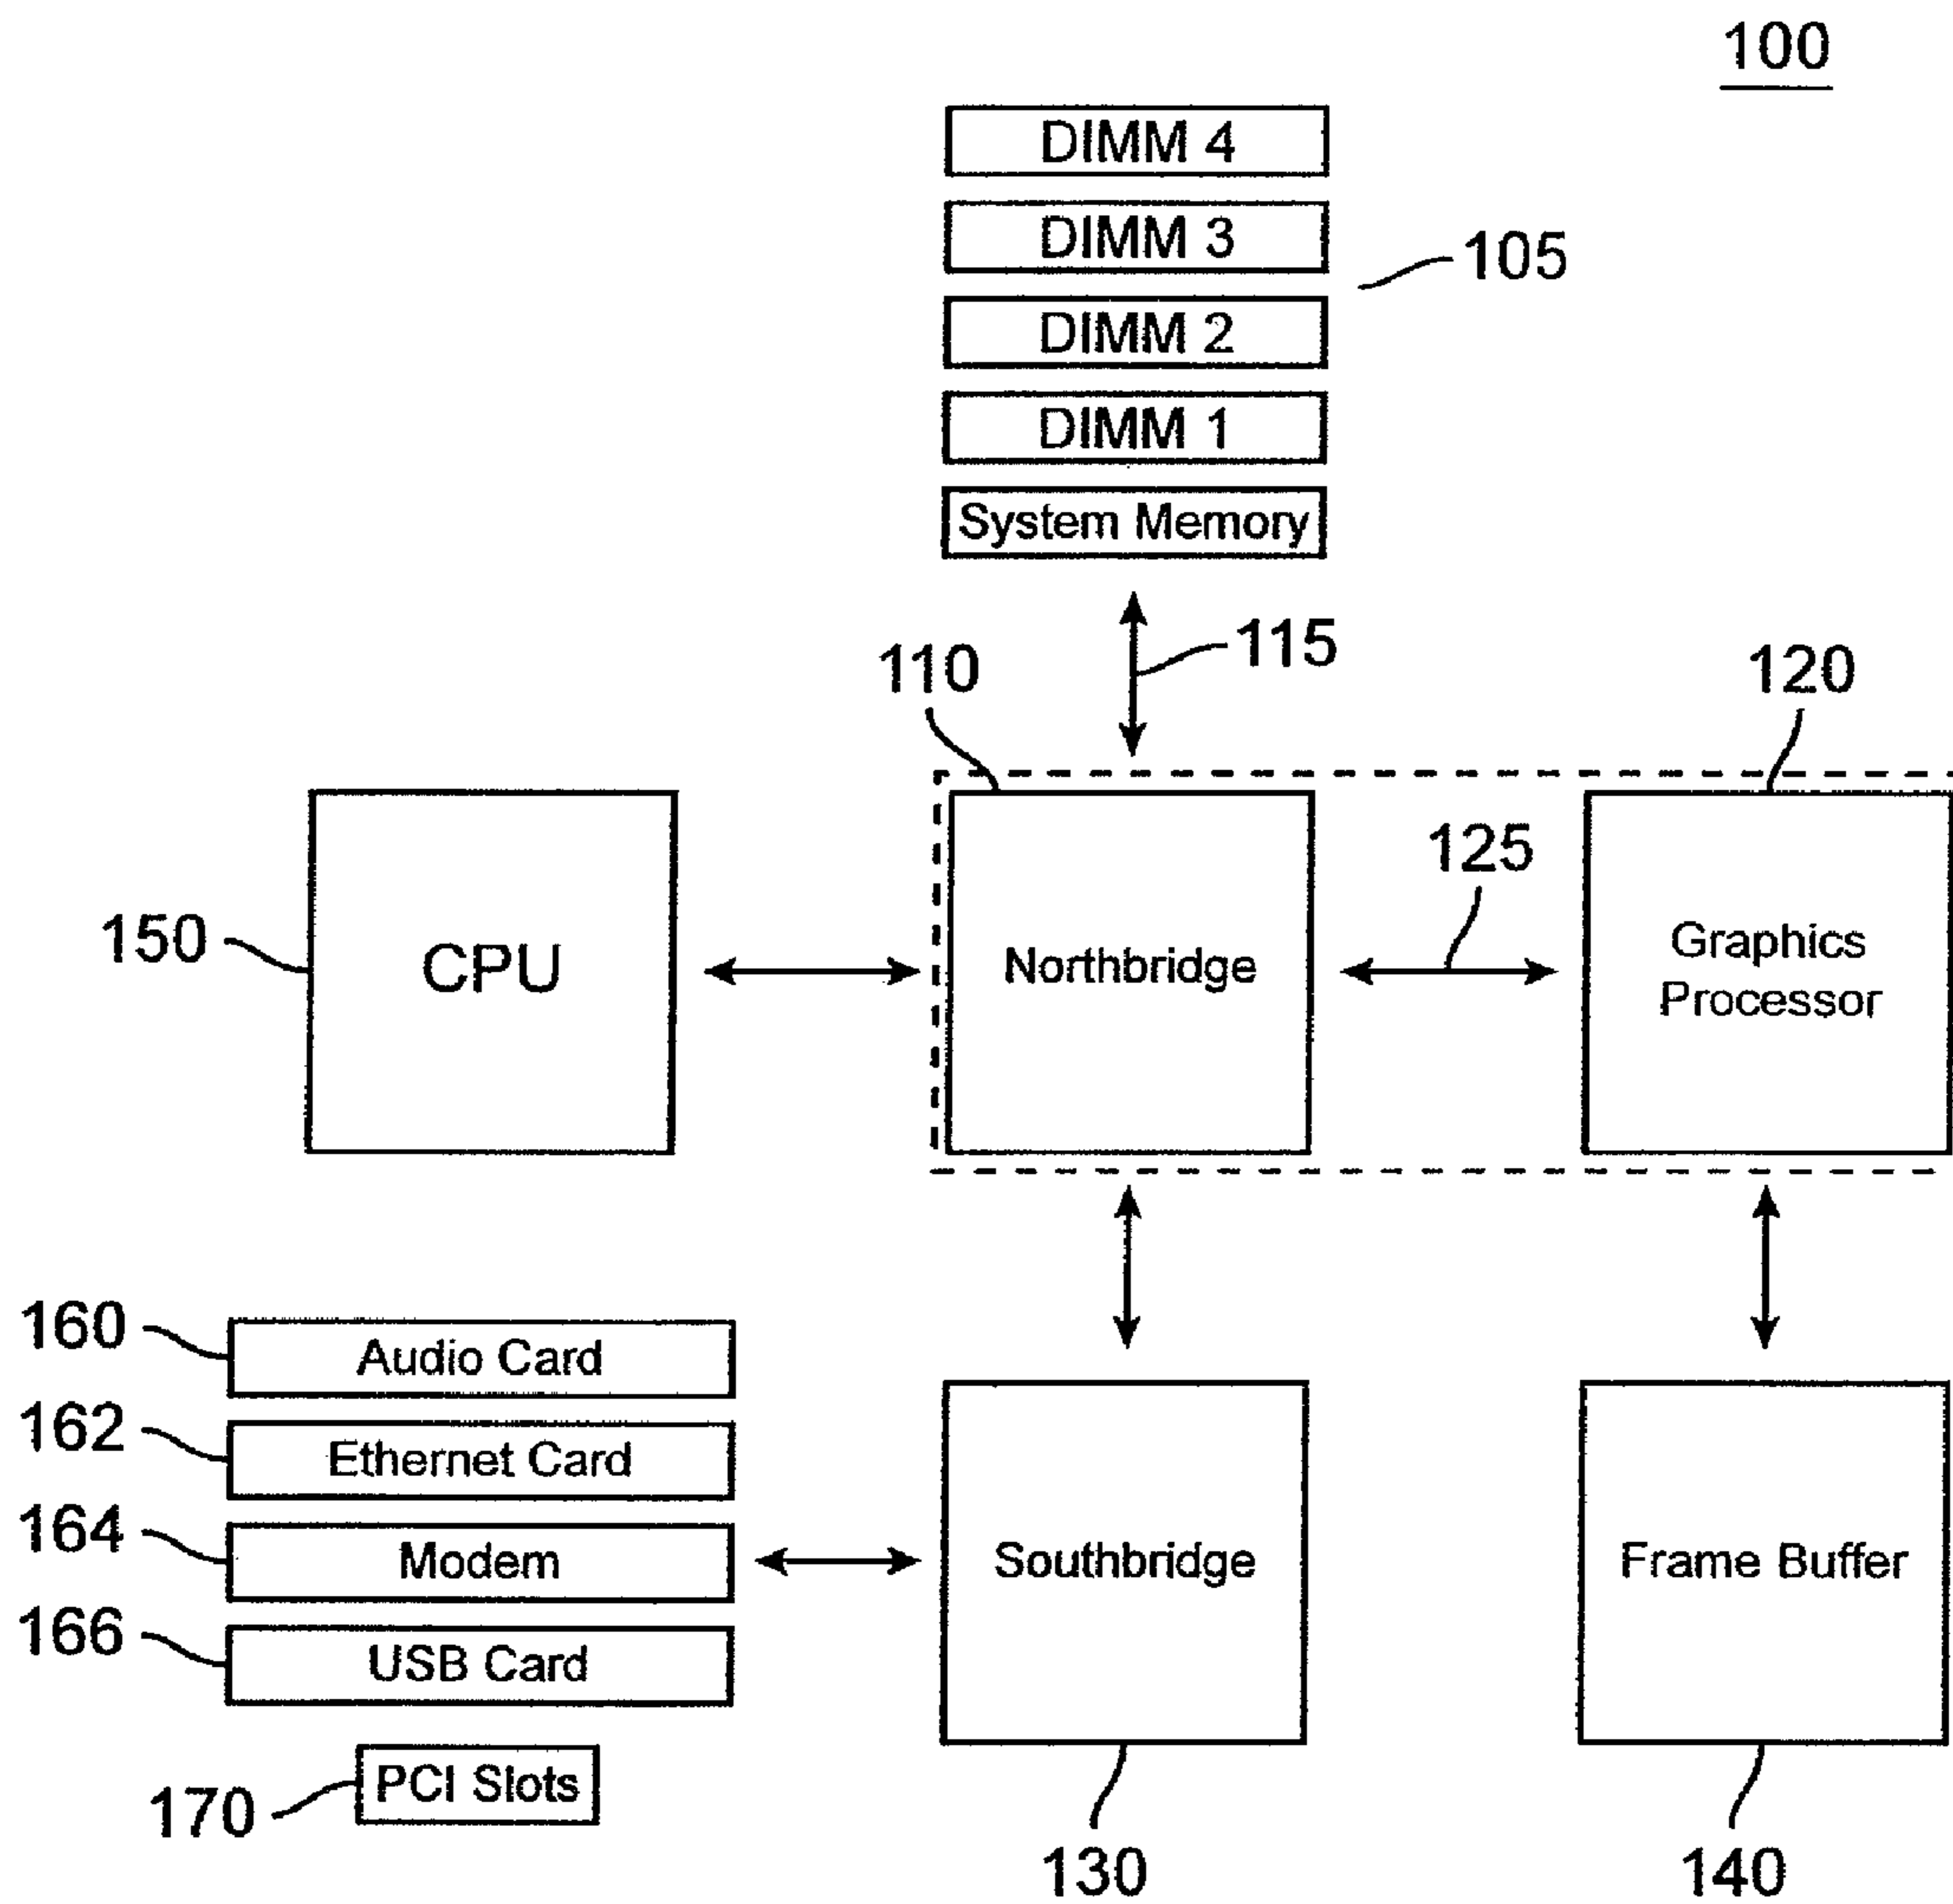 100
DIMM 4
DIMM 3
105
DIMM 2
DIMM 1
System Memory
115
110
120
125
150
CPU
Northbridge
Graphics
Processor
160
Audio Card
162
Ethernet Card
164
Modem
Southbridge
Frame Buffer
166
USB Card
170
PCI Slots
130
140